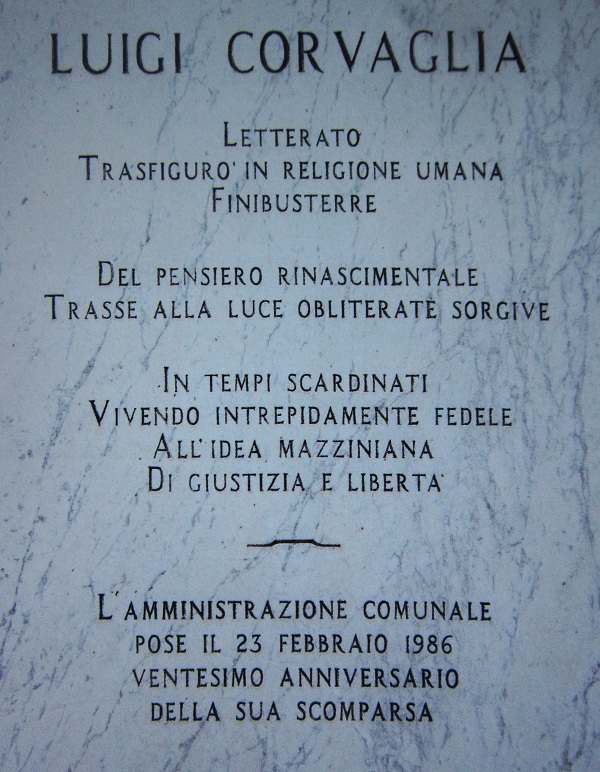 LUIGI CORVAGLIA
LETTERATO
TRASFIGURO' IN RELIGIONE UMANA
FINIBUSTERRE
DEL PENSIERO RINASCIMENTALE
TRASSE ALLA LUCE OBLITERATE SORGIVE
IN TEMPI SCARDINATI
VIVENDO INTREPIDAMENTE FEDELE
ALL'IDEA MAZZINIANA
DI GIUSTIZIA E LIBERTA'
L'AMMINISTRAZIONE COMUNALE
POSE IL 23 FEBBRAIO 1986
VENTESIMO ANNIVERSARIO
DELLA SUA SCOMPARSA